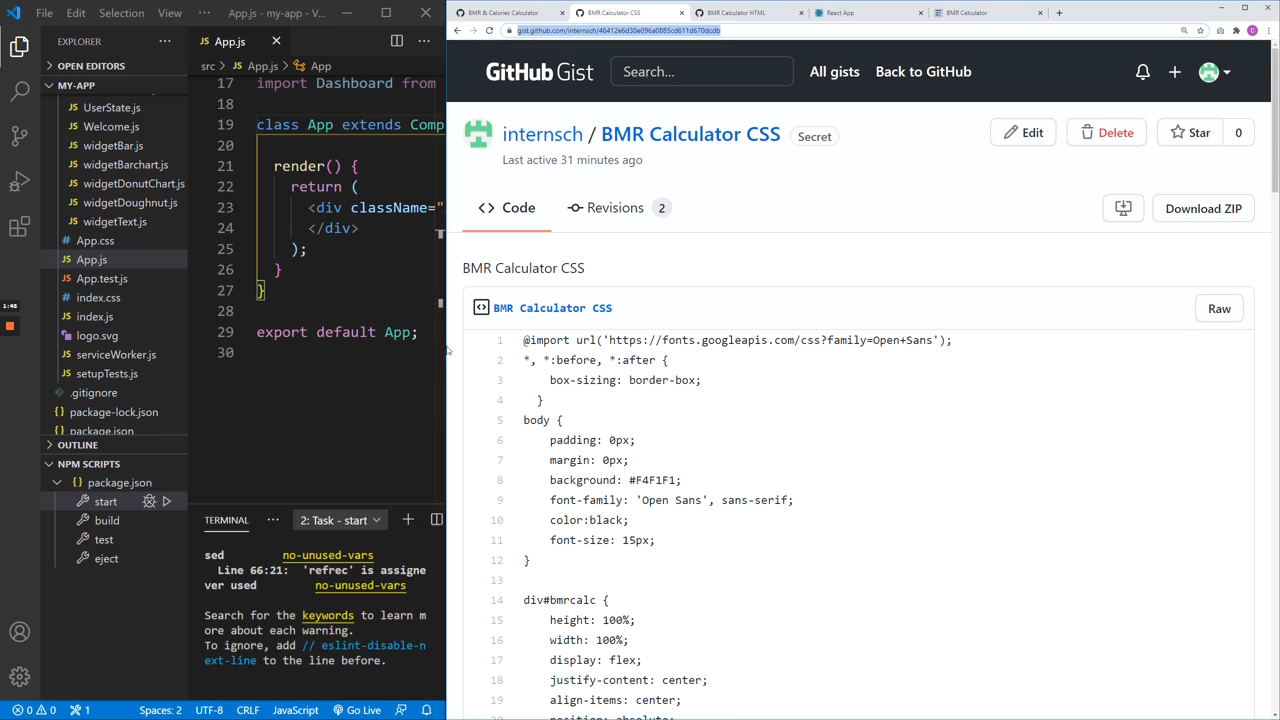 File Edit Selection View ··· App.js - my-app - V...
EXPLORER
OPEN EDITORS
MY-APP
UserState.js
Welcome.js
widgetBar.js
widgetBarchart.js
widgetDonutChart.js
widgetDoughnut.js
widgetText.js
App.css
App.js
App.test.js
index.css
index.js
logo.svg
serviceWorker.js
setupTests.js
.gitignore
package-lock.json
package.json
OUTLINE
NPM SCRIPTS
package.json
start
build
test
eject
1:45
JS App.js
src > JS App.js > App
17 import Dashboard from
18
19 class App extends Comp
20
21 render() {
22 return (
23 <div className="
24 </div>
25 );
26 }
27 }
28
29 export default App;
30
TERMINAL ··· 2: Task - start
sed no-unused-vars
Line 66:21: 'refrec' is assigne
ver used no-unused-vars
Search for the keywords to learn m
ore about each warning.
To ignore, add // eslint-disable-n
ext-line to the line before.
0 0 1 Spaces: 2 UTF-8 CRLF JavaScript Go Live
BMR & Calories Calculator
BMR Calculator CSS
BMR Calculator HTML
React App
BMR Calculator
gist.github.com/internsch/46412e6d30e096a0885cd611d670dcdb
GitHub Gist Search... All gists Back to GitHub
internsch / BMR Calculator CSS Secret
Edit Delete Star 0
Last active 31 minutes ago
<> Code Revisions 2
Download ZIP
BMR Calculator CSS
BMR Calculator CSS Raw
1 @import url('https://fonts.googleapis.com/css?family=Open+Sans');
2 *, *:before, *:after {
3 box-sizing: border-box;
4 }
5 body {
6 padding: 0px;
7 margin: 0px;
8 background: #F4F1F1;
9 font-family: 'Open Sans', sans-serif;
10 color:black;
11 font-size: 15px;
12 }
13
14 div#bmrcalc {
15 height: 100%;
16 width: 100%;
17 display: flex;
18 justify-content: center;
19 align-items: center;
position: absolute;